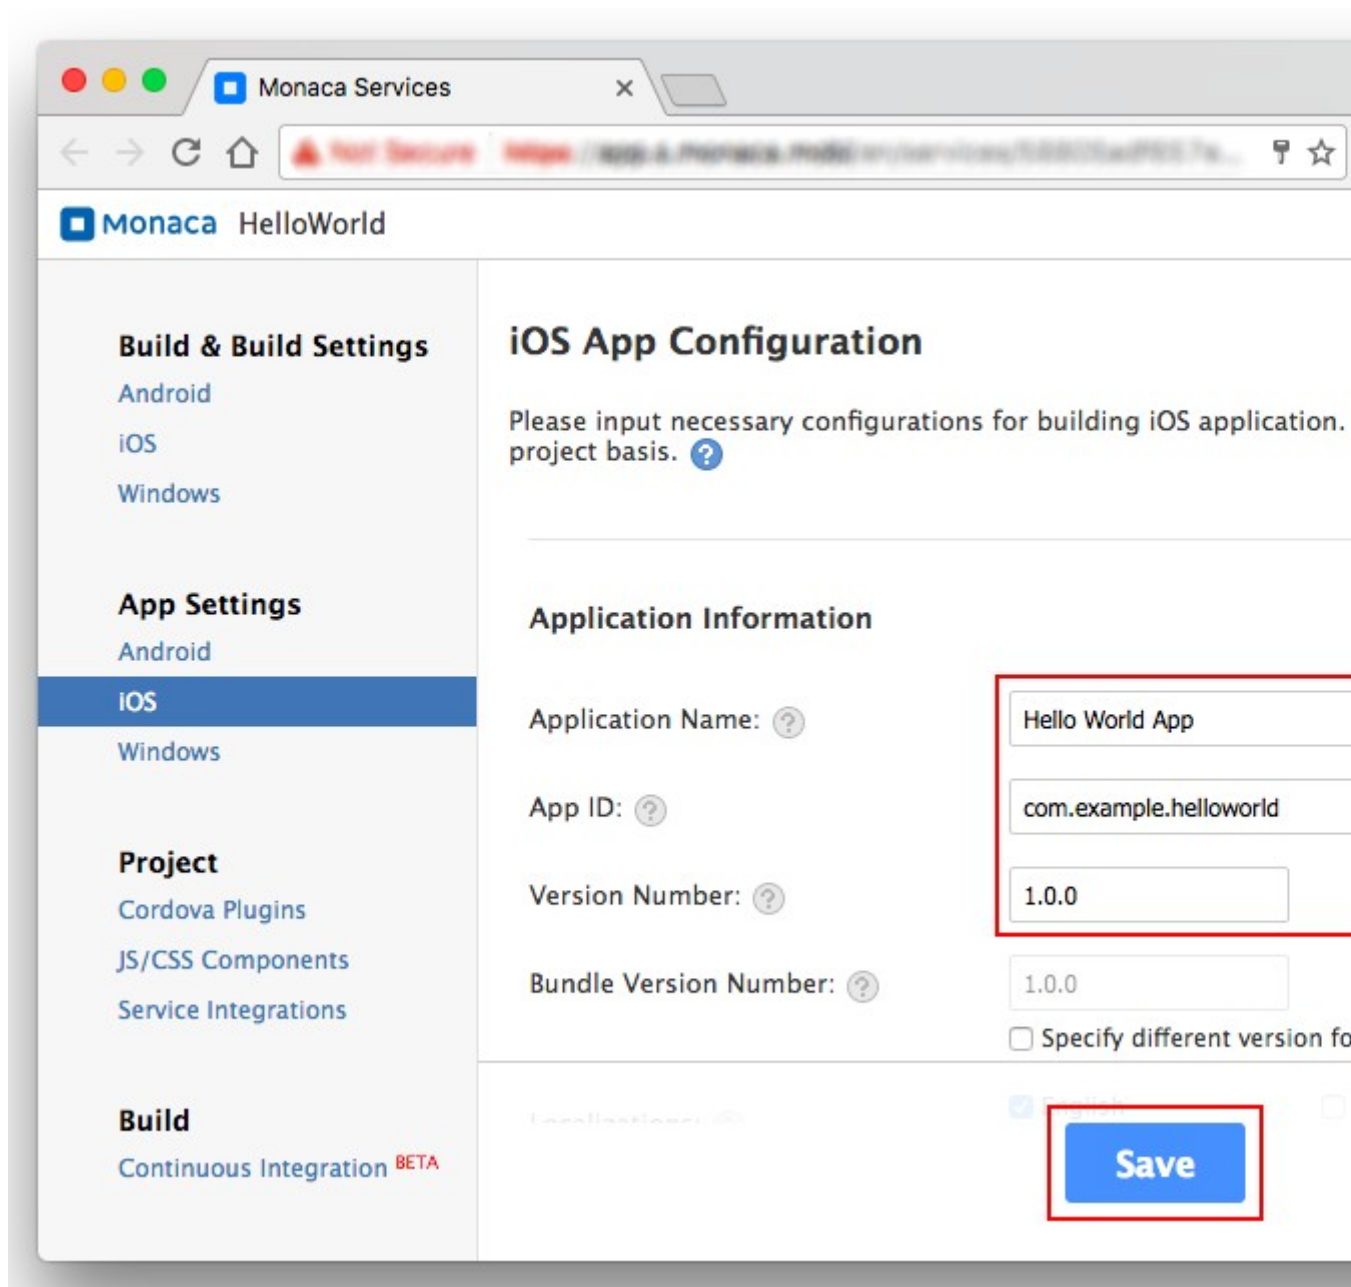 Monaca Services
Monaca HelloWorld
Build & Build Settings
Android
iOS
Windows
App Settings
Android
iOS
Windows
Project
Cordova Plugins
JS/CSS Components
Service Integrations
Build
Continuous Integration BETA
iOS App Configuration
Please input necessary configurations for building iOS application.
project basis. ?
Application Information
Application Name: ? Hello World App
App ID: ? com.example.helloworld
Version Number: ? 1.0.0
Bundle Version Number: ? 1.0.0
Specify different version fo
English
Save